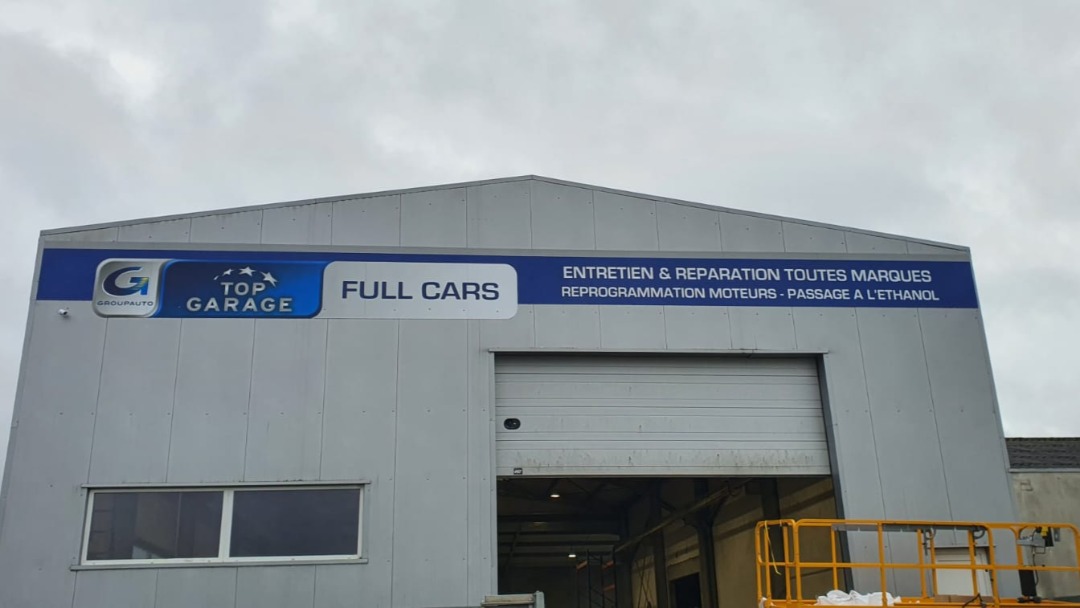 GROUPAUTO
TOP
GARAGE
FULL CARS
ENTRETIEN & REPARATION TOUTES MARQUES
REPROGRAMMATION MOTEURS - PASSAGE A L'ETHANOL